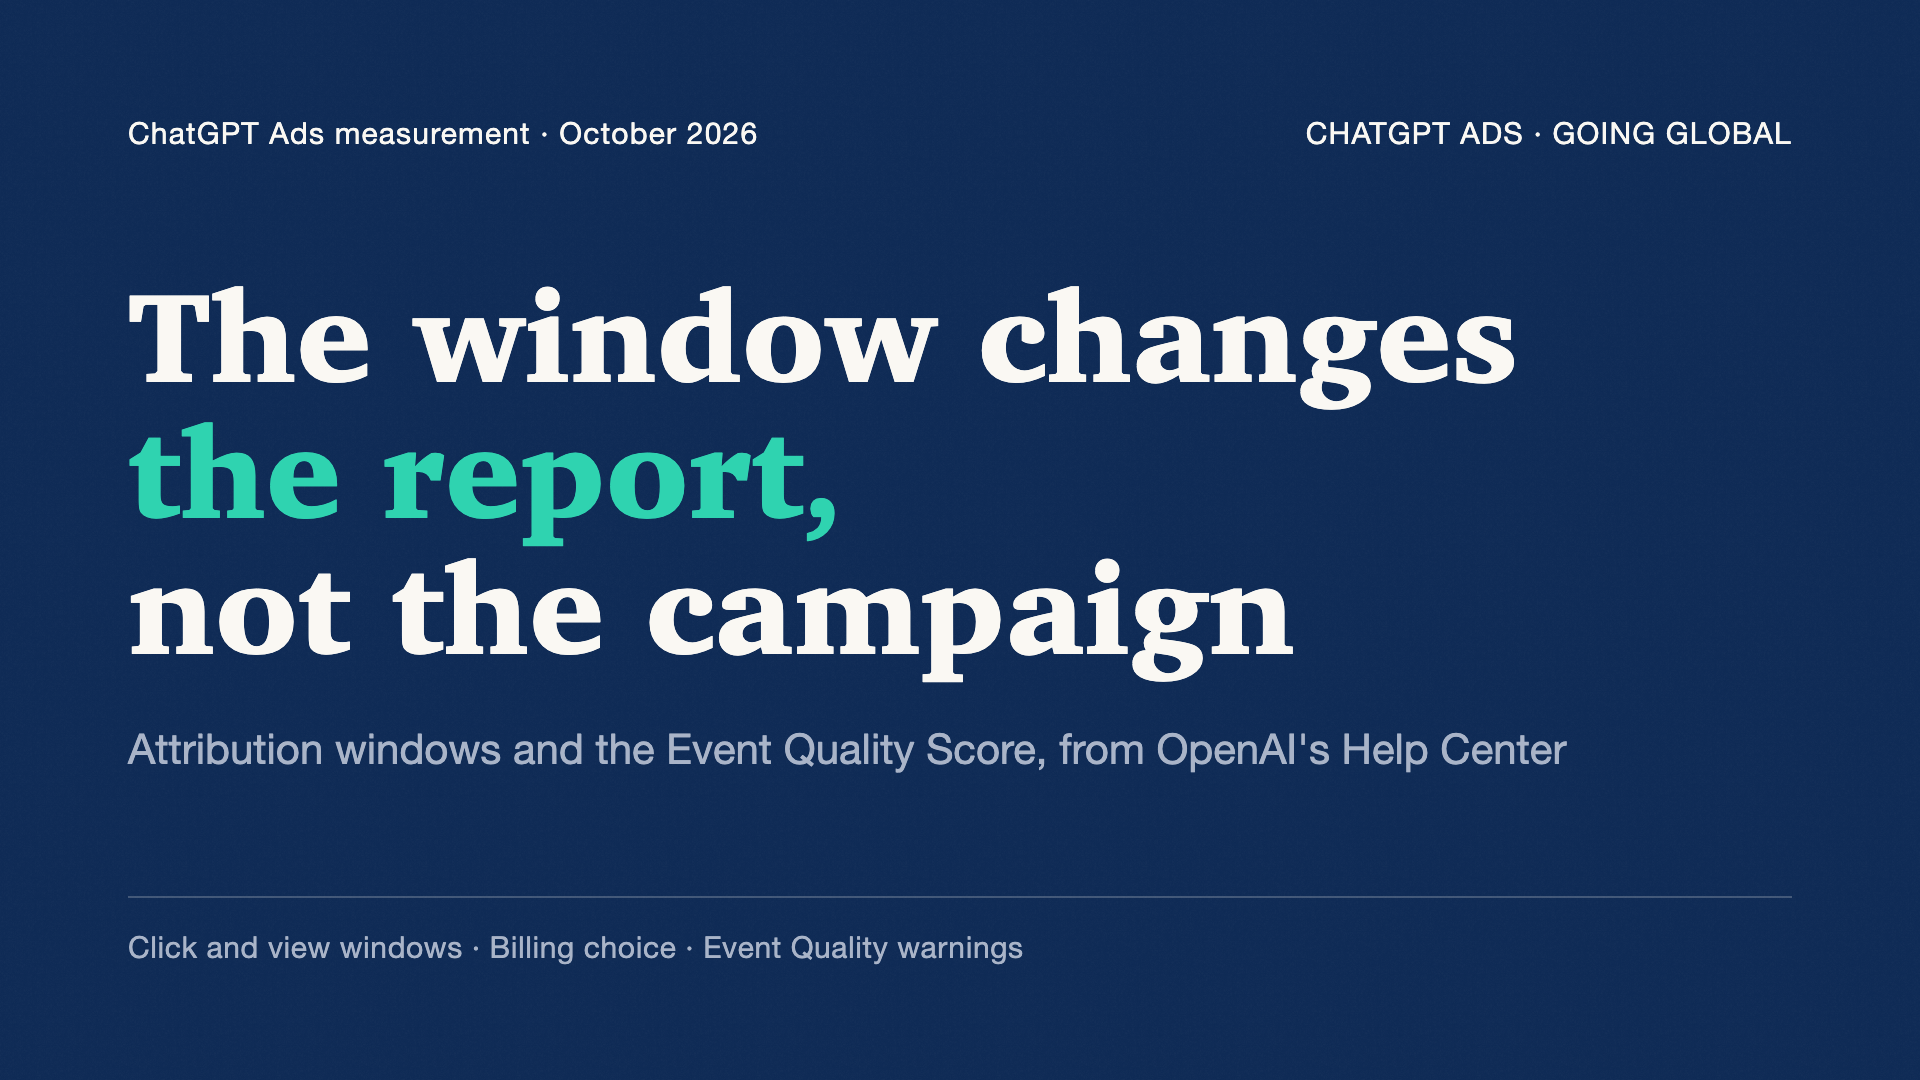 ChatGPT Ads measurement · October 2026
CHATGPT ADS · GOING GLOBAL
The window changes
the report,
not the campaign
Attribution windows and the Event Quality Score, from OpenAI's Help Center
Click and view windows · Billing choice · Event Quality warnings